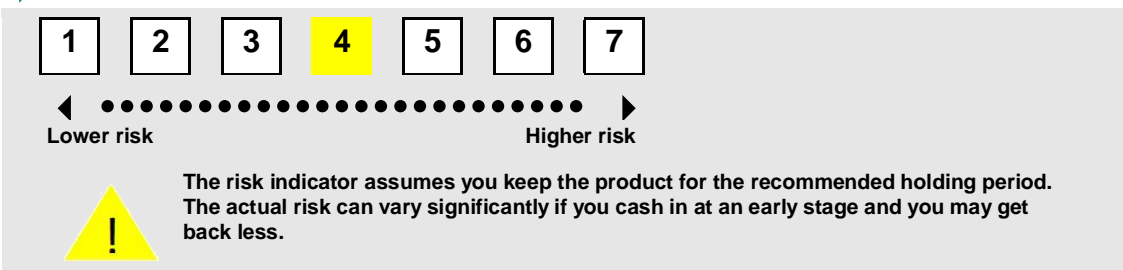 1 2 3 4 5 6 7
Lower risk Higher risk
The risk indicator assumes you keep the product for the recommended holding period.
The actual risk can vary significantly if you cash in at an early stage and you may get
back less.
!